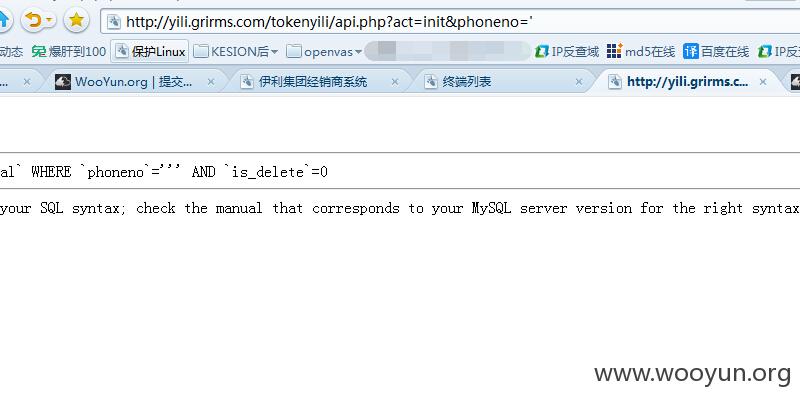 http://yili.grirms.com/tokenyili/api.php?act=init&phoneno='
动态 爆肝到100 保护Linux KESION后 openvas IP反查域 md5在线 百度在线 IP反
... WooYun.org | 提交... 伊利集团经销商系统 终端列表 http://yili.grirms.c...
al` WHERE `phoneno`=''' AND `is_delete`=0
your SQL syntax; check the manual that corresponds to your MySQL server version for the right syntax
www.wooyun.org